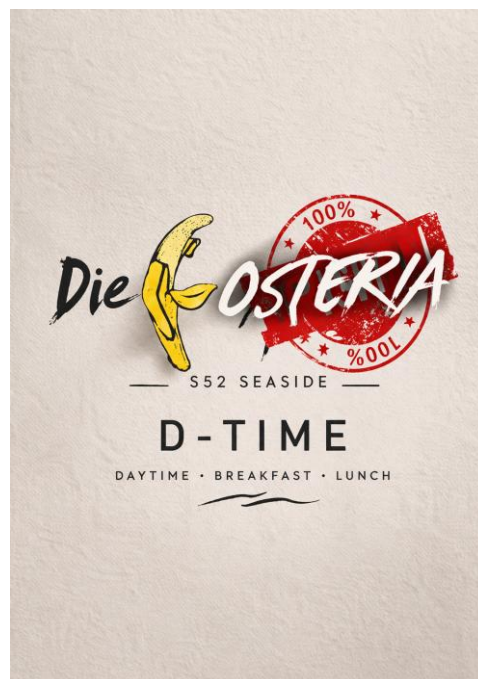 100%
Die OSTERIA
100%
S52 SEASIDE
D-TIME
DAYTIME • BREAKFAST • LUNCH